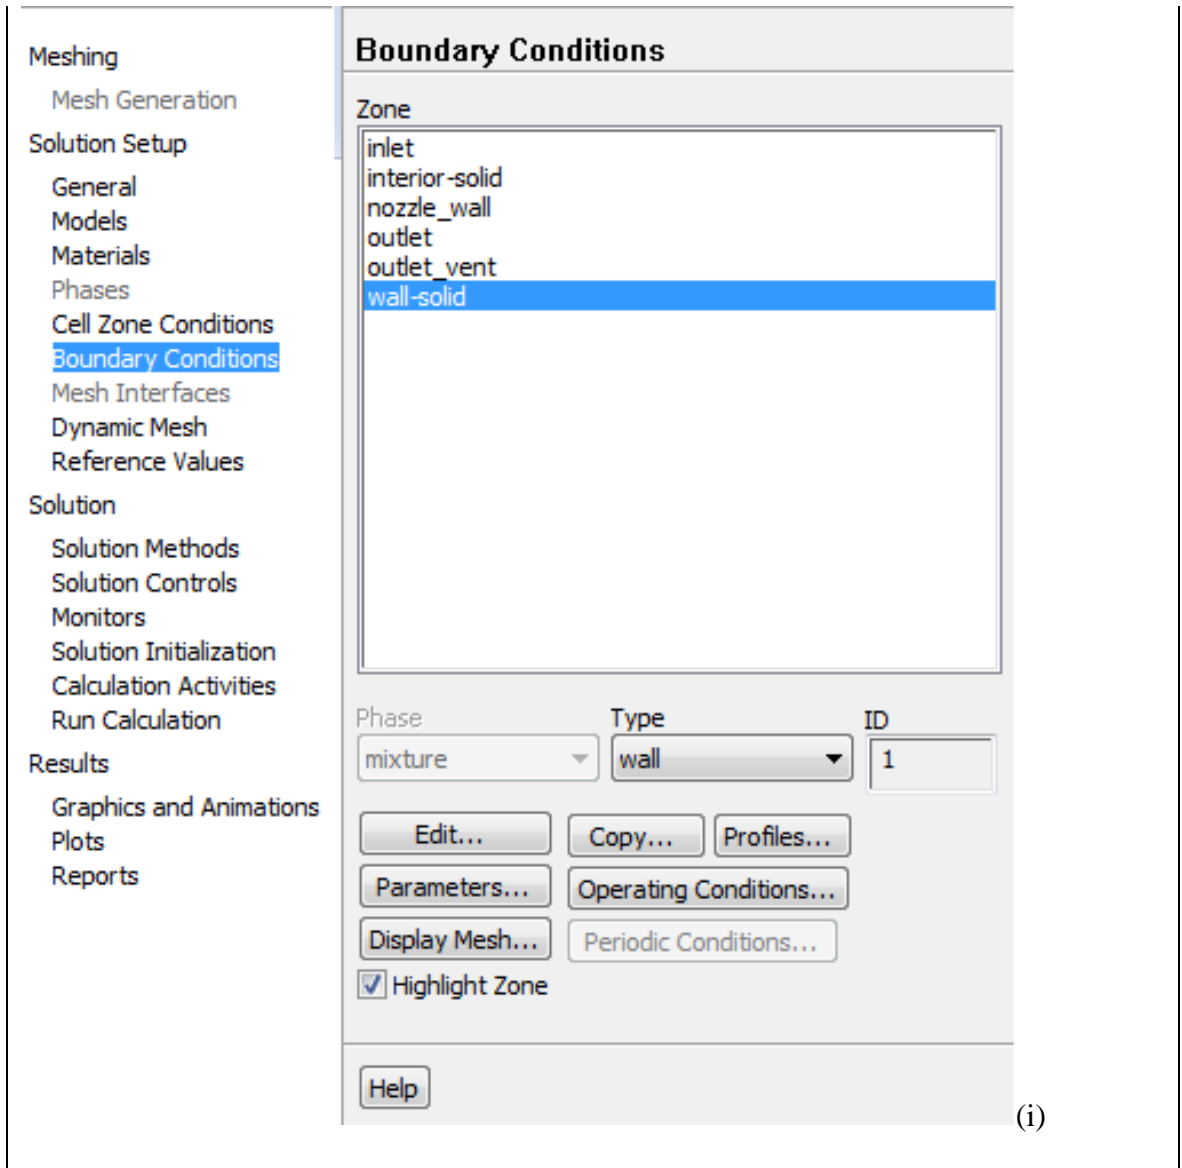 Meshing
Mesh Generation
Solution Setup
General
Models
Materials
Phases
Cell Zone Conditions
Boundary Conditions
Mesh Interfaces
Dynamic Mesh
Reference Values
Solution
Solution Methods
Solution Controls
Monitors
Solution Initialization
Calculation Activities
Run Calculation
Results
Graphics and Animations
Plots
Reports
Boundary Conditions
Zone
inlet
interior-solid
nozzle_wall
outlet
outlet_vent
wall-solid
Phase Type ID
mixture wall 1
Edit... Copy... Profiles...
Parameters... Operating Conditions...
Display Mesh... Periodic Conditions...
Highlight Zone
Help
(i)